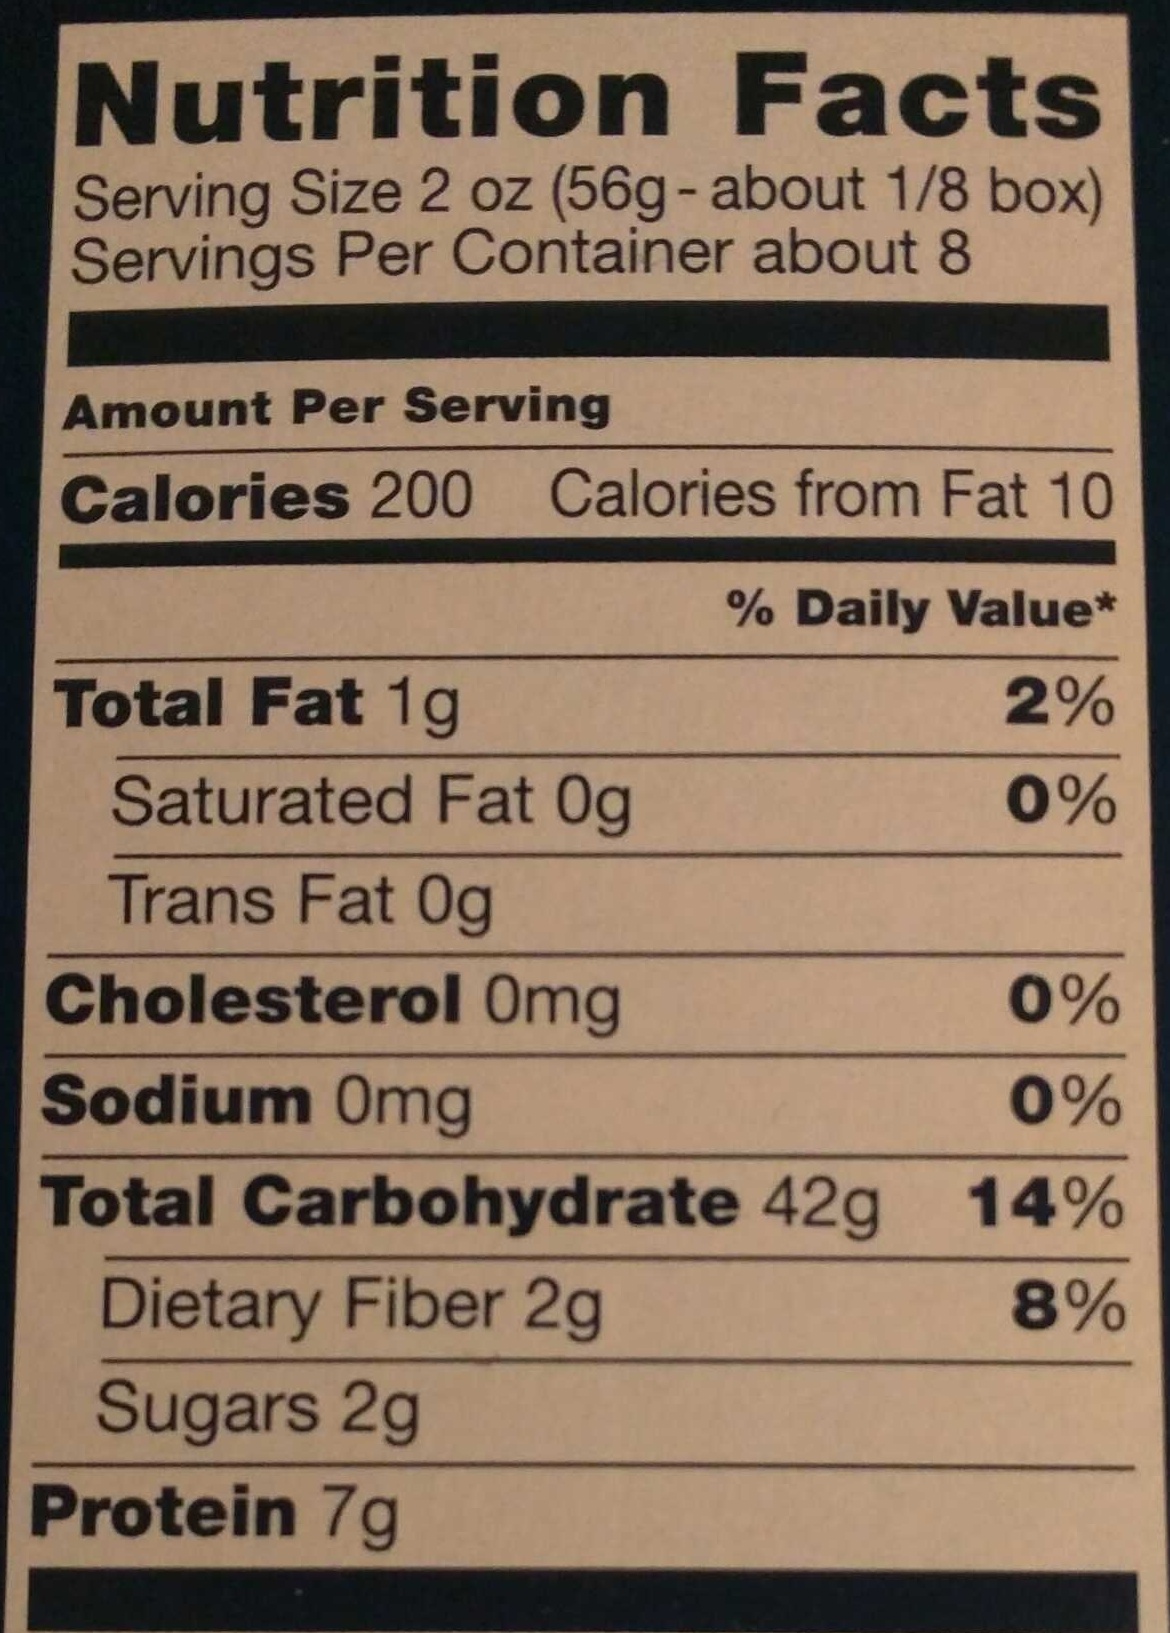 Nutrition Facts
Serving Size 2 oz (56g - about 1/8 box)
Servings Per Container about 8
Amount Per Serving
Calories 200 Calories from Fat 10
% Daily Value*
Total Fat 1g 2%
Saturated Fat 0g 0%
Trans Fat 0g
Cholesterol 0mg 0%
Sodium 0mg 0%
Total Carbohydrate 42g 14%
Dietary Fiber 2g 8%
Sugars 2g
Protein 7g